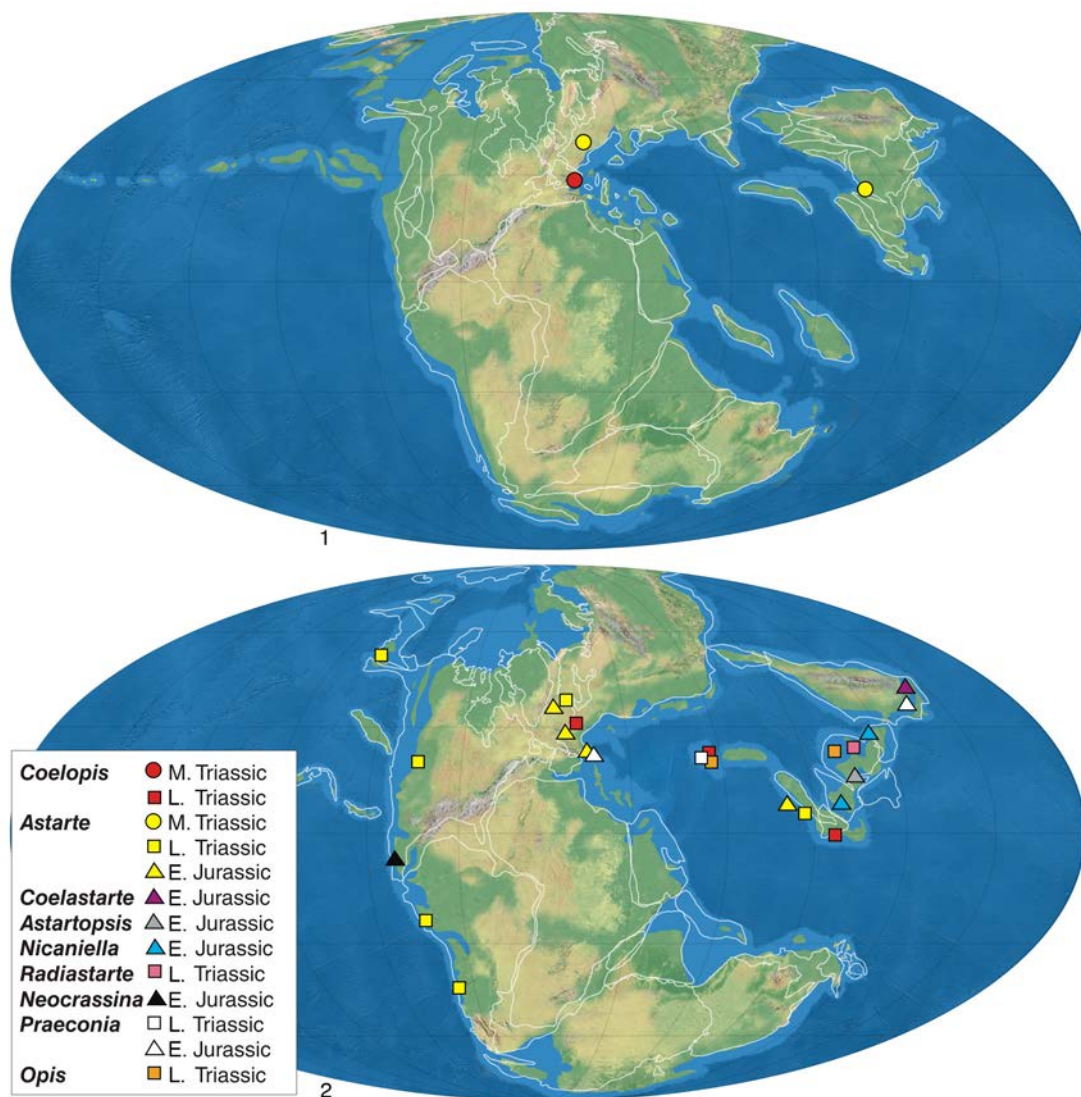 1
Coelopis M. Triassic
L. Triassic
Astarte M. Triassic
L. Triassic
E. Jurassic
Coelastarte E. Jurassic
Astartopsis E. Jurassic
Nicaniella E. Jurassic
Radiastarte L. Triassic
Neocrassina E. Jurassic
Praeconia L. Triassic
E. Jurassic
Opis L. Triassic
2